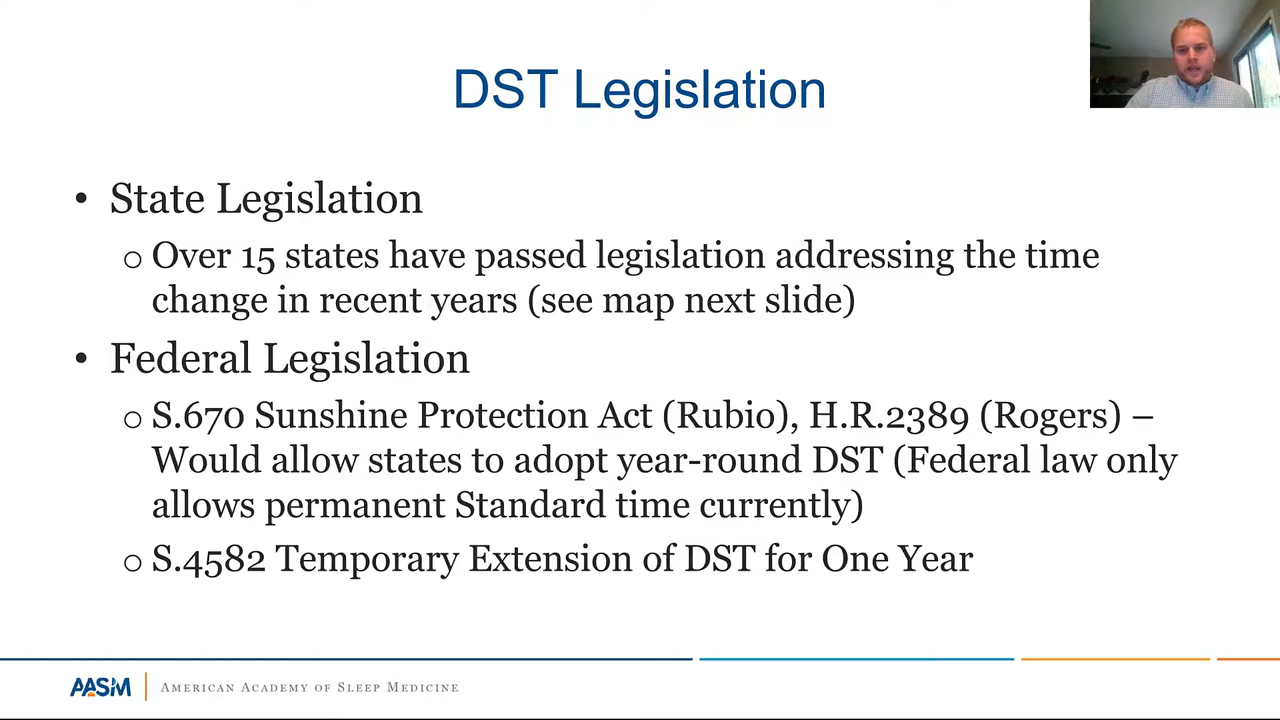 DST Legislation
• State Legislation
o Over 15 states have passed legislation addressing the time
change in recent years (see map next slide)
• Federal Legislation
o S.670 Sunshine Protection Act (Rubio), H.R.2389 (Rogers) –
Would allow states to adopt year-round DST (Federal law only
allows permanent Standard time currently)
o S.4582 Temporary Extension of DST for One Year
AASM | American Academy of Sleep Medicine